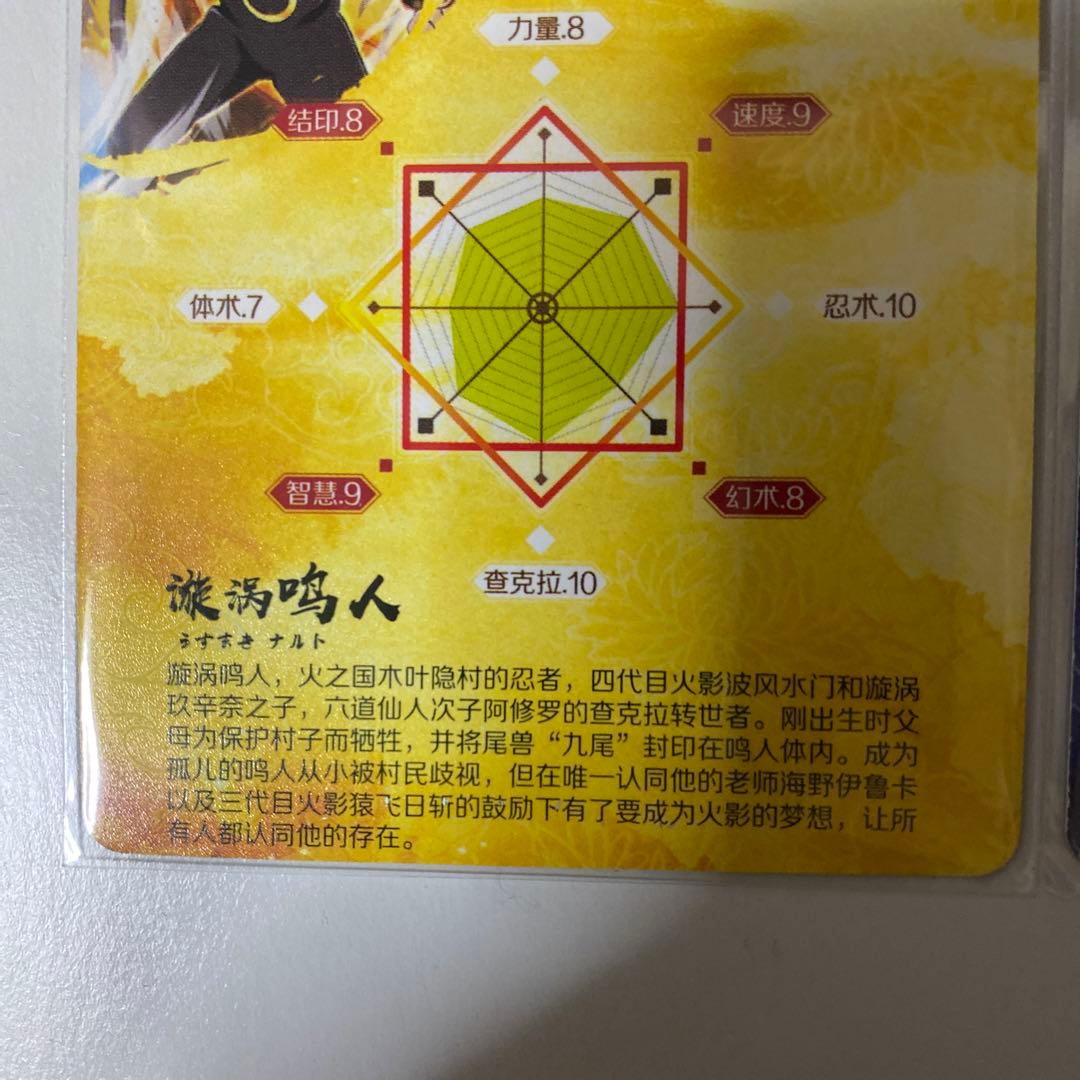 力量.8
结印.8
速度.9
体术.7
忍术.10
智慧.9
幻术.8
查克拉.10
漩涡鸣人
うずまき ナルト
漩涡鸣人，火之国木叶隐村的忍者，四代目火影波风水门和漩涡
玖辛奈之子，六道仙人次子阿修罗的查克拉转世者。刚出生时父
母为保护村子而牺牲，并将尾兽“九尾”封印在鸣人体内。成为
孤儿的鸣人从小被村民歧视，但在唯一认同他的老师海野伊鲁卡
以及三代目火影猿飞日斩的鼓励下有了要成为火影的梦想，让所
有人都认同他的存在。